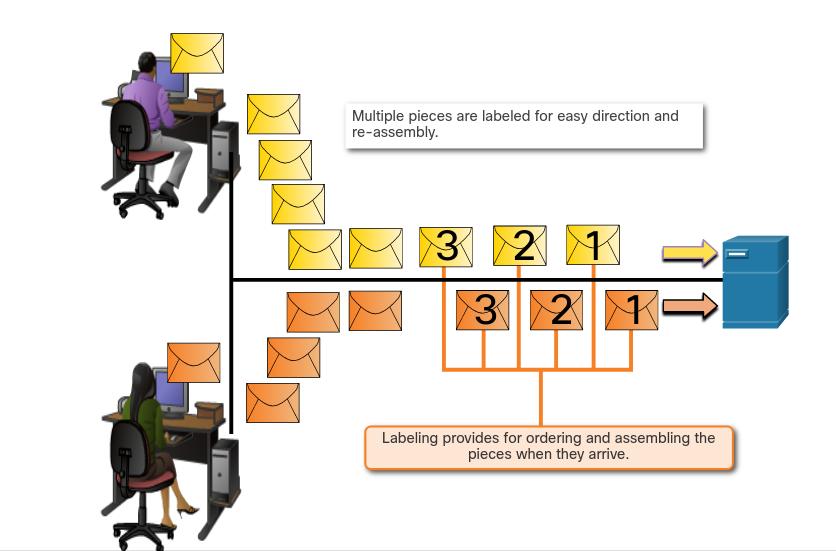 Multiple pieces are labeled for easy direction and
re-assembly.
3 2 1
3 2 1
Labeling provides for ordering and assembling the
pieces when they arrive.